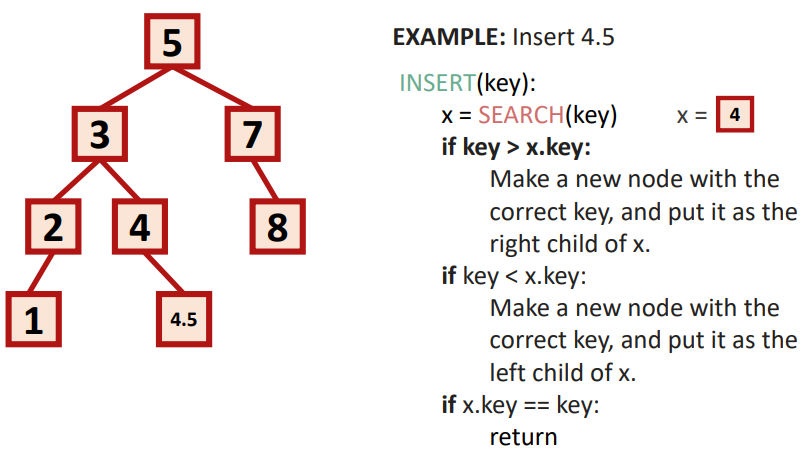 5
3
7
2
4
8
1
4.5
EXAMPLE: Insert 4.5
INSERT(key):
x = SEARCH(key) x = 4
if key > x.key:
Make a new node with the
correct key, and put it as the
right child of x.
if key < x.key:
Make a new node with the
correct key, and put it as the
left child of x.
if x.key == key:
return